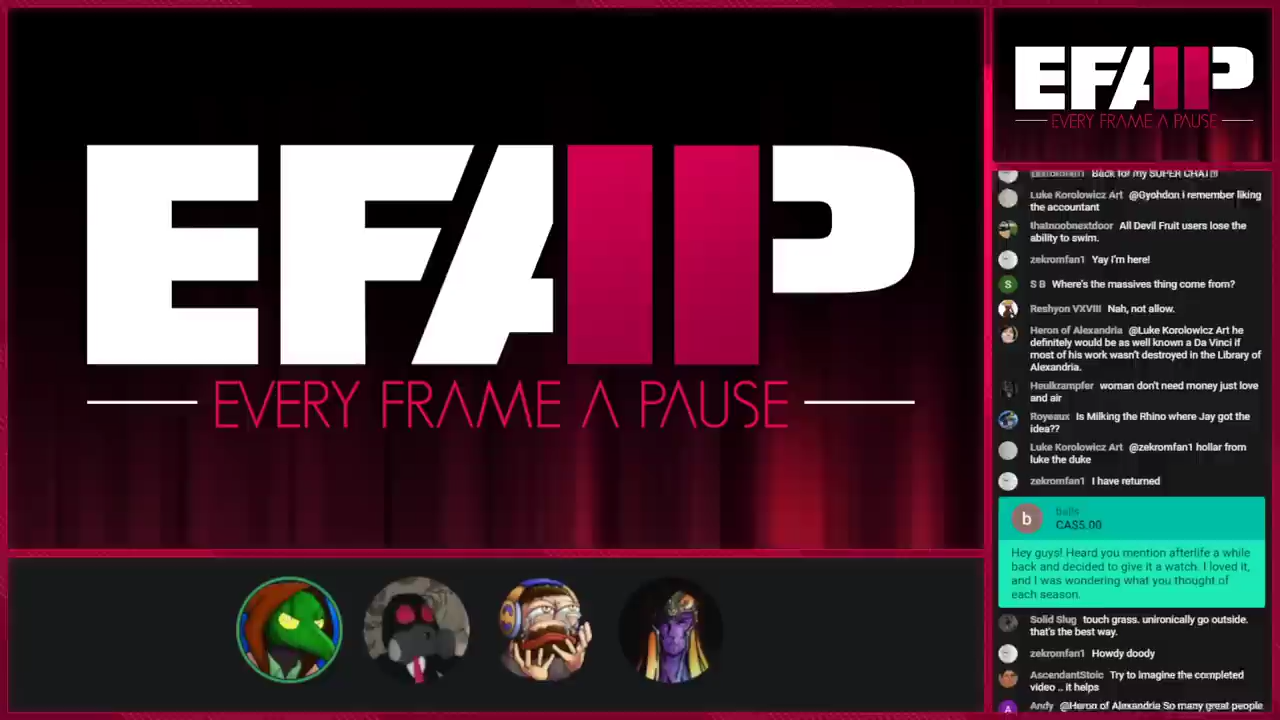 EFAP
EVERY FRAME A PAUSE
EFAP
EVERY FRAME A PAUSE
zekromfan1 Back for my SUPER CHAT!!
Luke Korolowicz Art @Gyohdon i remember liking
the accountant
thatnoobnextdoor All Devil Fruit users lose the
ability to swim.
zekromfan1 Yay I'm here!
S
S B Where's the massives thing come from?
Reshyon VXVIII Nah, not allow.
Heron of Alexandria @Luke Korolowicz Art he
definitely would be as well known a Da Vinci if
most of his work wasn't destroyed in the Library of
Alexandria.
Heulkrampfer woman don't need money just love
and air
Royeaux Is Milking the Rhino where Jay got the
idea??
Luke Korolowicz Art @zekromfan1 hollar from
luke the duke
zekromfan1 I have returned
b
balls
CA$5.00
Hey guys! Heard you mention afterlife a while
back and decided to give it a watch. I loved it,
and I was wondering what you thought of
each season.
Solid Slug touch grass. unironically go outside.
that's the best way.
zekromfan1 Howdy doody
AscendantStoic Try to imagine the completed
video .. it helps
A
Andy @Heron of Alexandria So many great people